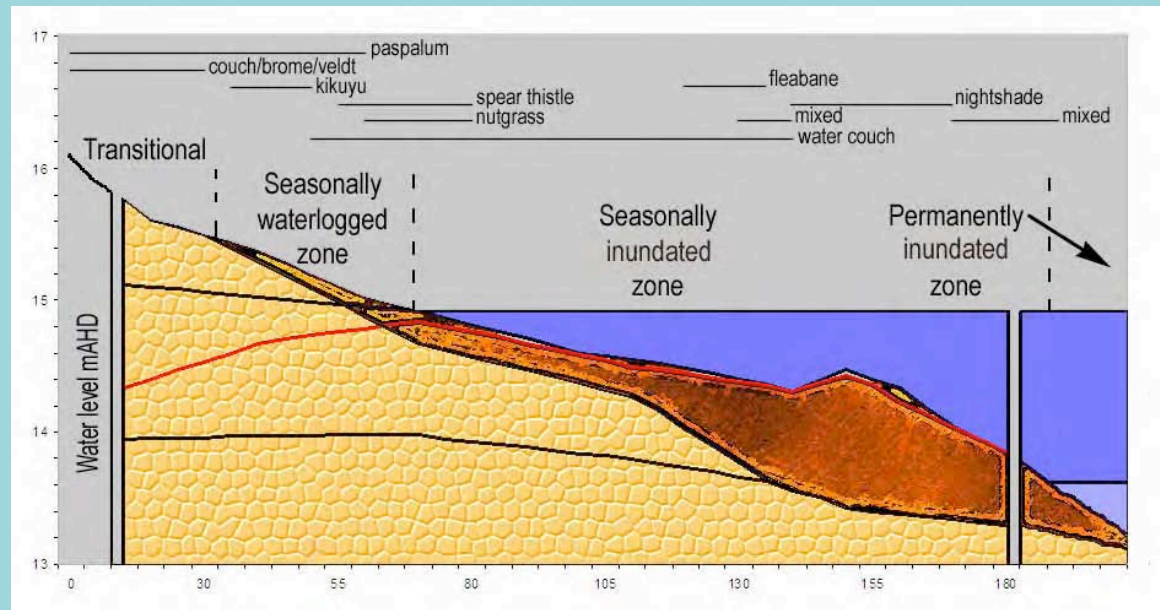 17
paspalum
couch/brome/veldt
kikuyu
fleabane
spear thistle
nightshade
nutgrass
mixed
mixed
water couch
Transitional
16
Seasonally
waterlogged
zone
Seasonally
inundated
zone
Permanently
inundated
zone
15
Water level mAHD
14
13
0 30 55 80 105 130 155 180